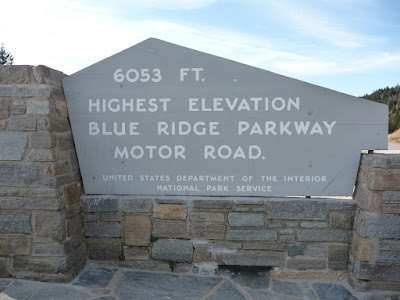 6053 FT.
HIGHEST ELEVATION
BLUE RIDGE PARKWAY
MOTOR ROAD.
UNITED STATES DEPARTMENT OF THE INTERIOR
NATIONAL PARK SERVICE